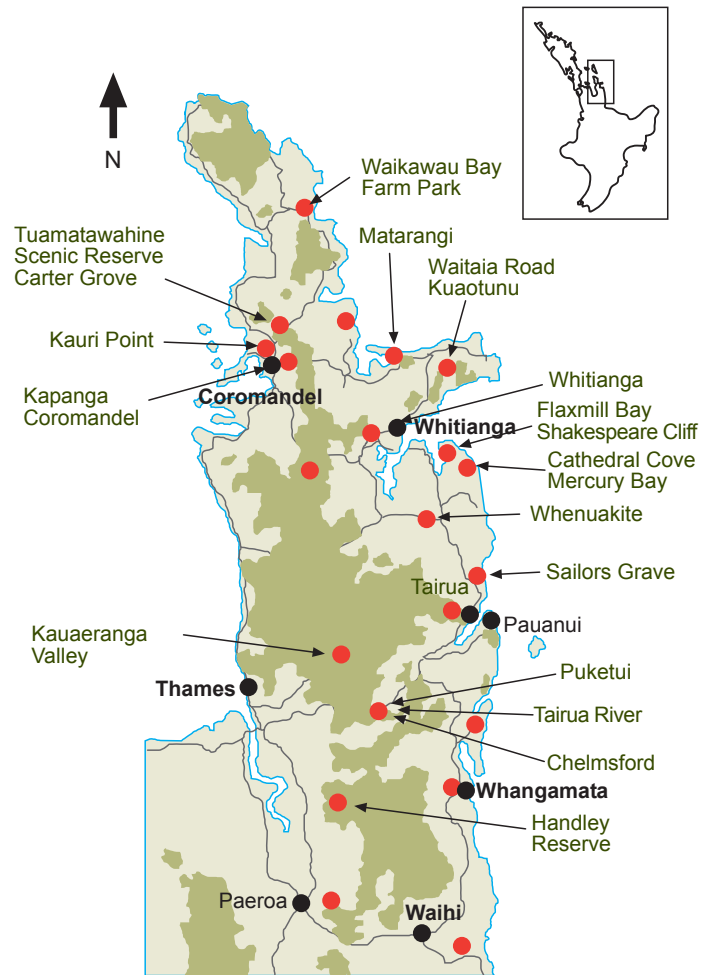 N
Waikawau Bay
Farm Park
Tuamatawahine
Scenic Reserve
Carter Grove
Matarangi
Waitaia Road
Kuaotunu
Kauri Point
Kapanga
Coromandel
Coromandel
Whitianga
Whitianga
Flaxmill Bay
Shakespeare Cliff
Cathedral Cove
Mercury Bay
Whenuakite
Sailors Grave
Tairua
Pauanui
Kauaeranga
Valley
Thames
Puketui
Tairua River
Chelmsford
Whangamata
Handley
Reserve
Paeroa
Waihi